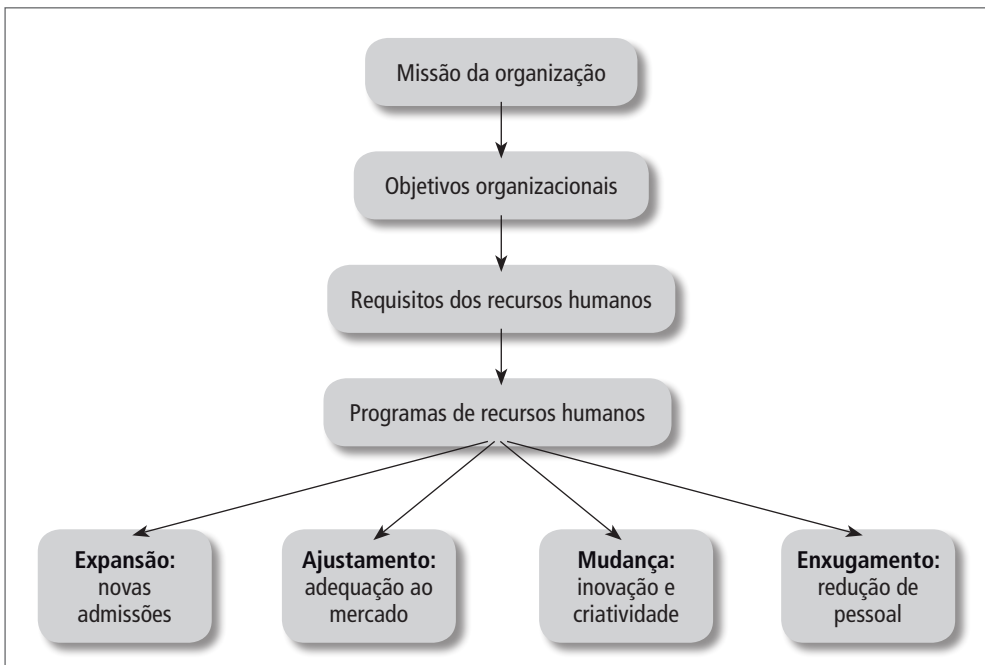 Missão da organização
Objetivos organizacionais
Requisitos dos recursos humanos
Programas de recursos humanos
Expansão:
novas
admissões
Ajustamento:
adequação ao
mercado
Mudança:
inovação e
criatividade
Enxugamento:
redução de
pessoal